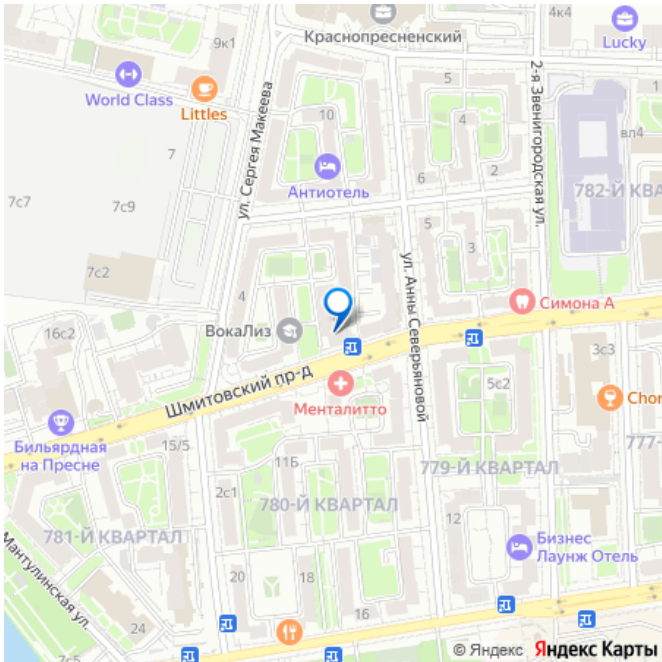 4к4
9к1
Краснопресненский
Lucky
World Class
Littles
ул. Сергея Макеева
5
2-я Звенигородская ул.
10
4
вл4
7
Антиотель
2
6
782-Й КВА
7с7
7с9
5
3
ул. Анны Северьяновой
7с2
4
Симона А
16с2
ВокаЛиз
3с3
Шмитовский пр-д
5с2
Менталитто
Chor
Бильярдная
на Пресне
15/5
777-
11Б
779-Й КВАРТАЛ
2с1
780-Й КВАРТАЛ
12
781-Й КВАРТАЛ
Бизнес
Лаунж Отель
Мантулинская ул.
20
18
16
24
7с5
© Яндекс Яндекс Карты